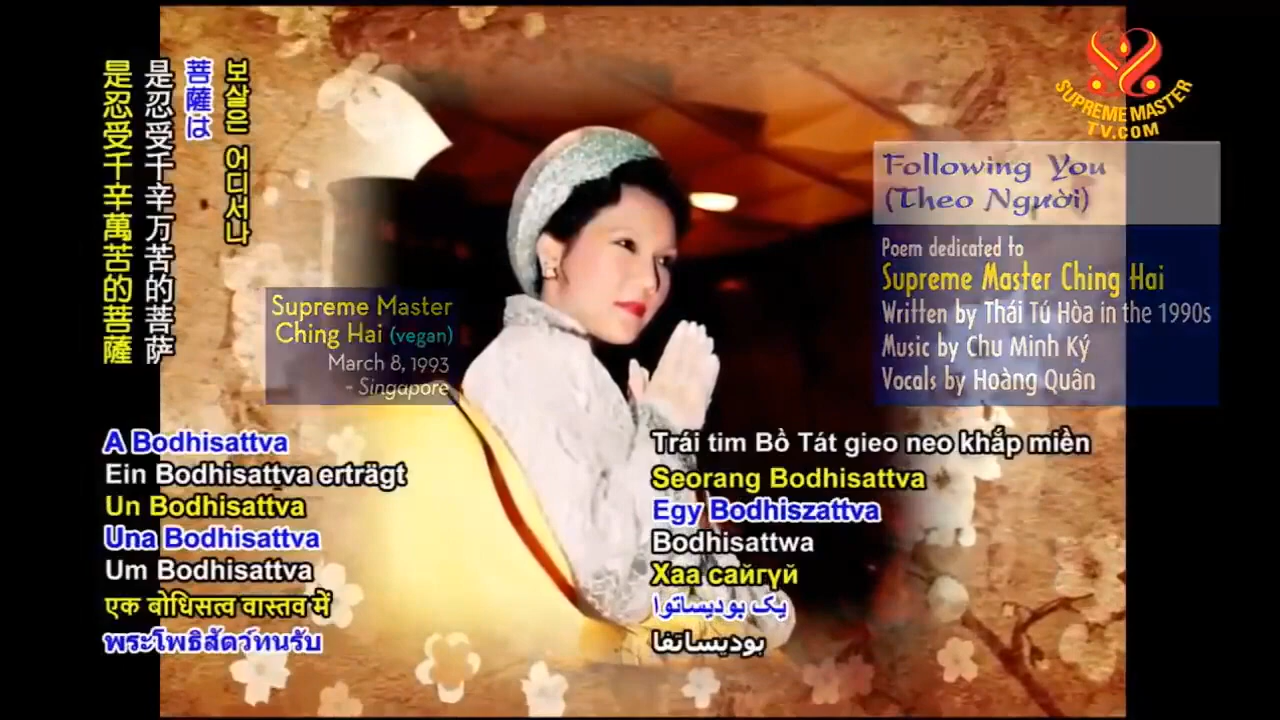 是忍受千辛萬苦的菩薩
是忍受千辛万苦的菩萨
菩薩は
보살은 어디서나
SUPREME MASTER
TV.COM
Following You
(Theo Người)
Poem dedicated to
Supreme Master Ching Hai
Written by Thái Tú Hòa in the 1990s
Music by Chu Minh Ký
Vocals by Hoàng Quân
Supreme Master
Ching Hai (vegan)
March 8, 1993
- Singapore
A Bodhisattva
Ein Bodhisattva erträgt
Un Bodhisattva
Una Bodhisattva
Um Bodhisattva
एक बोधिसत्व वास्तव में
พระโพธิสัตว์ทนรับ
Trái tim Bồ Tát gieo neo khắp miền
Seorang Bodhisattva
Egy Bodhiszattva
Bodhisattwa
Хаа сайгүй
یک بودیساتوا
بوديساتفا